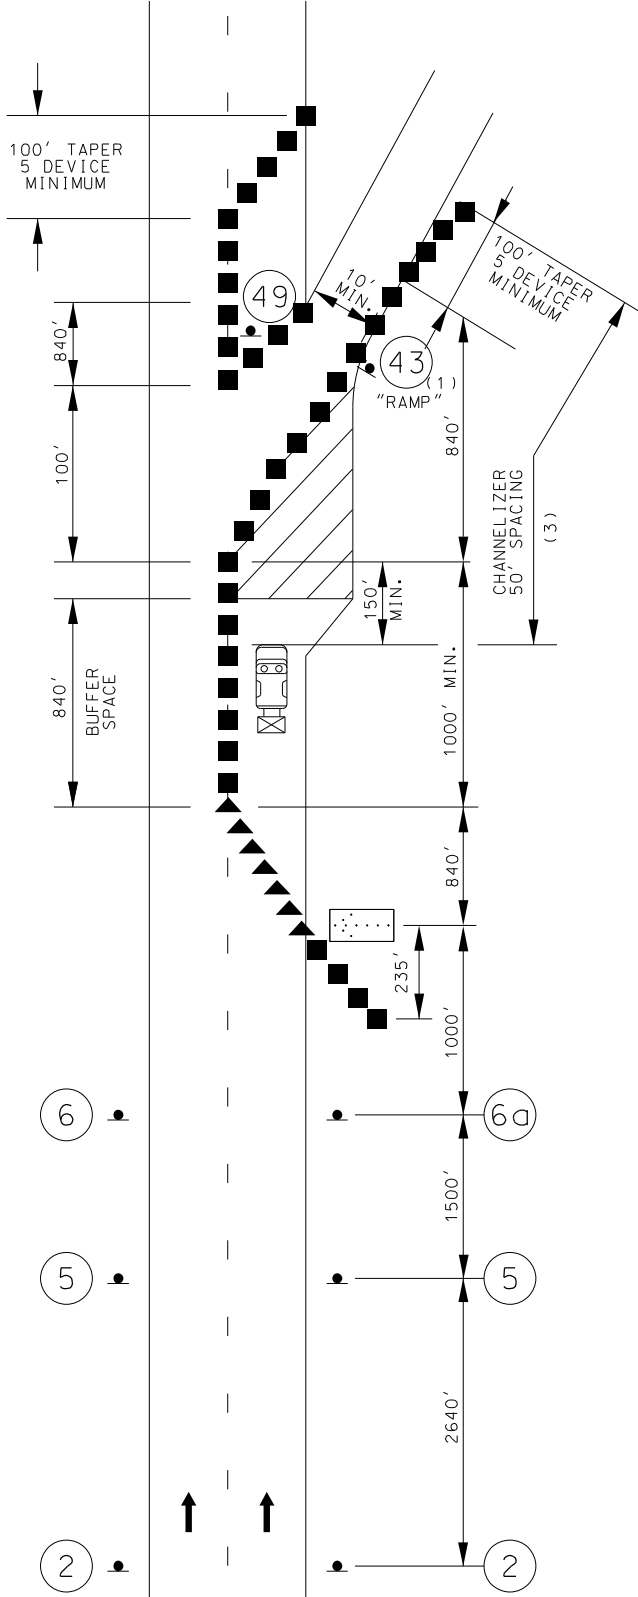 100' TAPER
5 DEVICE
MINIMUM
49
840'
10'
MIN.
100' TAPER
5 DEVICE
MINIMUM
43
(1)
"RAMP"
840'
100'
CHANNELIZER
50' SPACING
(3)
150'
MIN.
840'
BUFFER
SPACE
1000' MIN.
840'
235'
1000'
6
6a
1500'
5
5
2640'
2
2